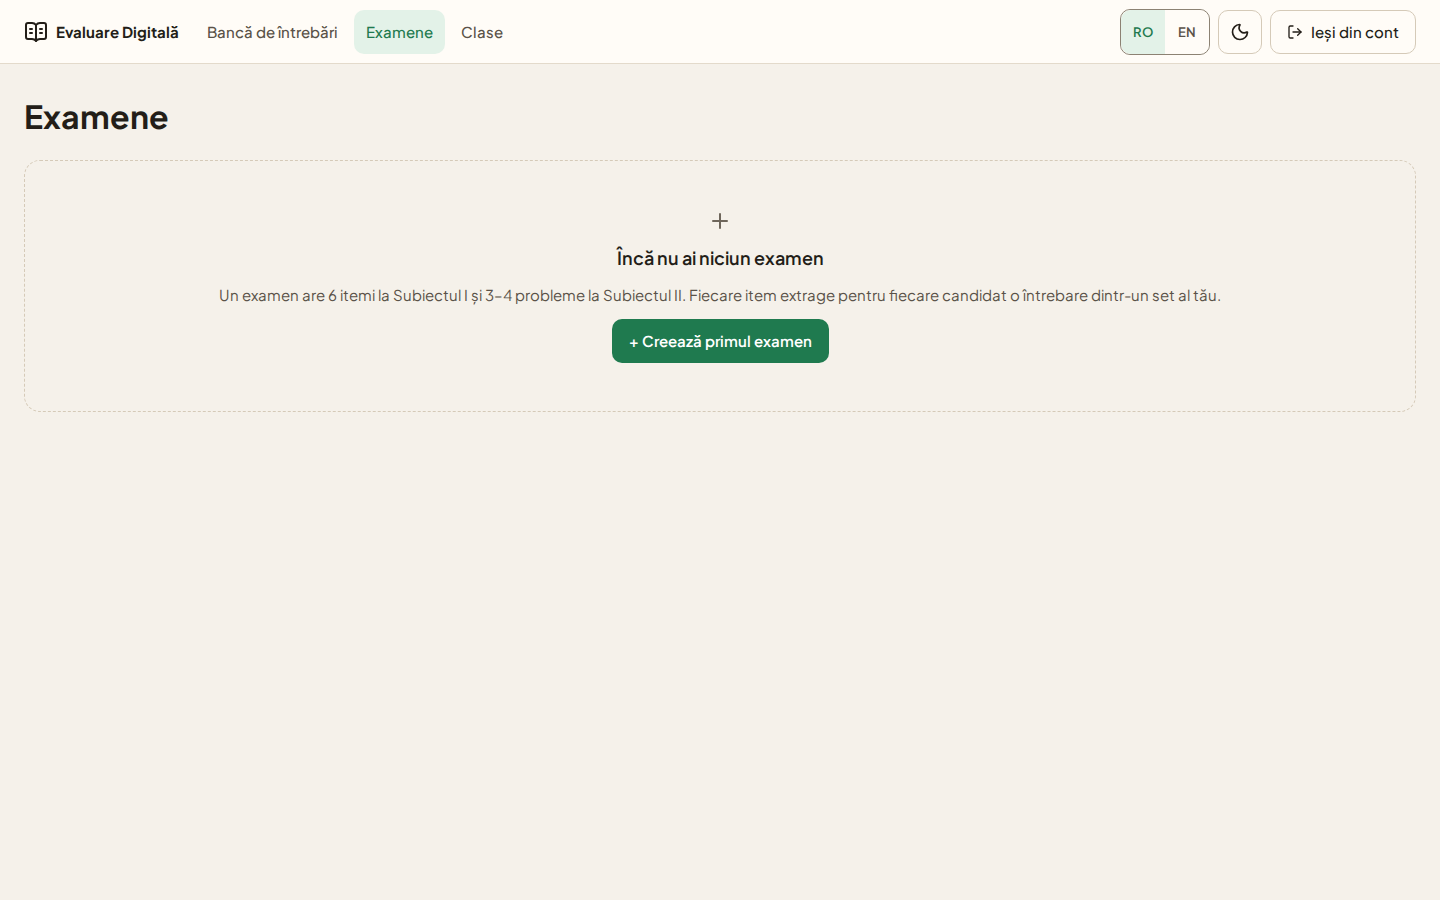 Evaluare Digitală
Bancă de întrebări
Examene
Clase
RO
EN
Ieși din cont
Examene
Încă nu ai niciun examen
Un examen are 6 itemi la Subiectul I și 3–4 probleme la Subiectul II. Fiecare item extrage pentru fiecare candidat o întrebare dintr-un set al tău.
+ Creează primul examen